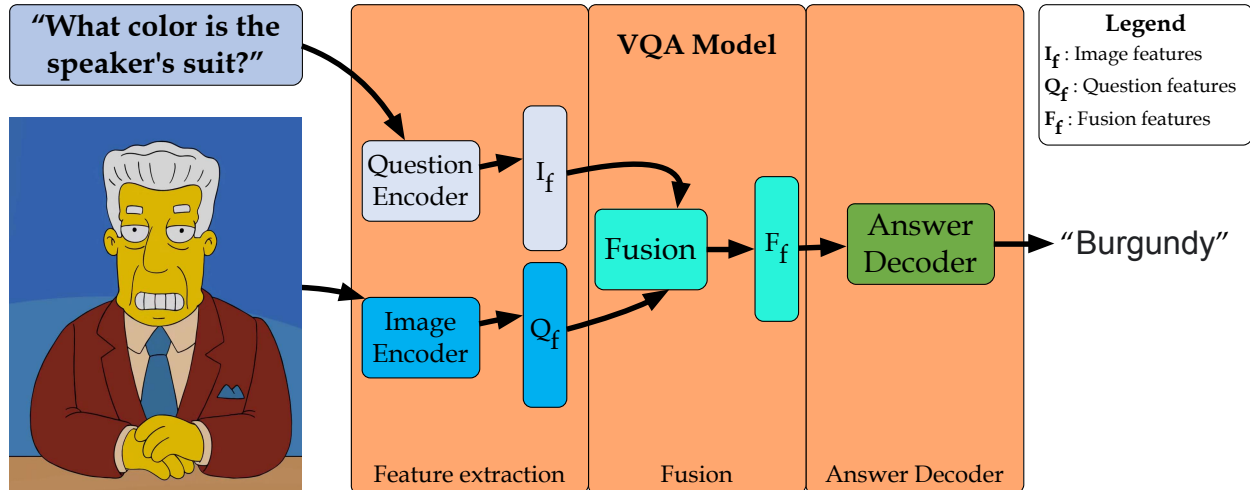 “What color is the
speaker's suit?”
VQA Model
Legend
If : Image features
Qf : Question features
Ff : Fusion features
Question
Encoder
If
Fusion
Ff
Answer
Decoder
“Burgundy”
Image
Encoder
Qf
Feature extraction
Fusion
Answer Decoder